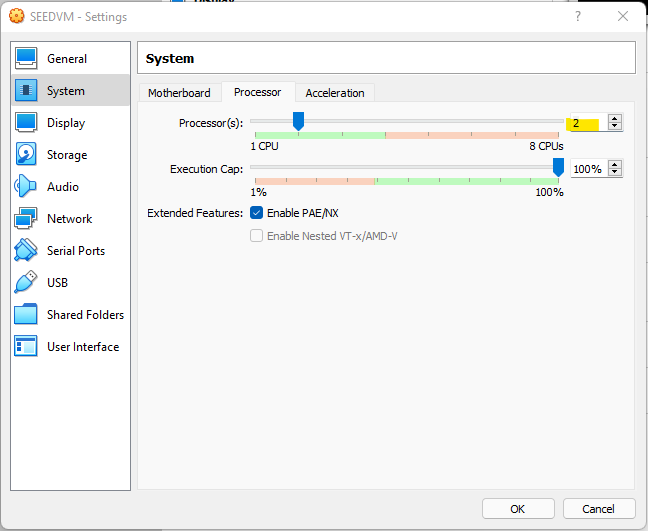 SEEDVM - Settings
?
General
System
Display
Storage
Audio
Network
Serial Ports
USB
Shared Folders
User Interface
System
Motherboard Processor Acceleration
Processor(s): 2
1 CPU 8 CPUs
Execution Cap: 100%
1% 100%
Extended Features: Enable PAE/NX
Enable Nested VT-x/AMD-V
OK Cancel